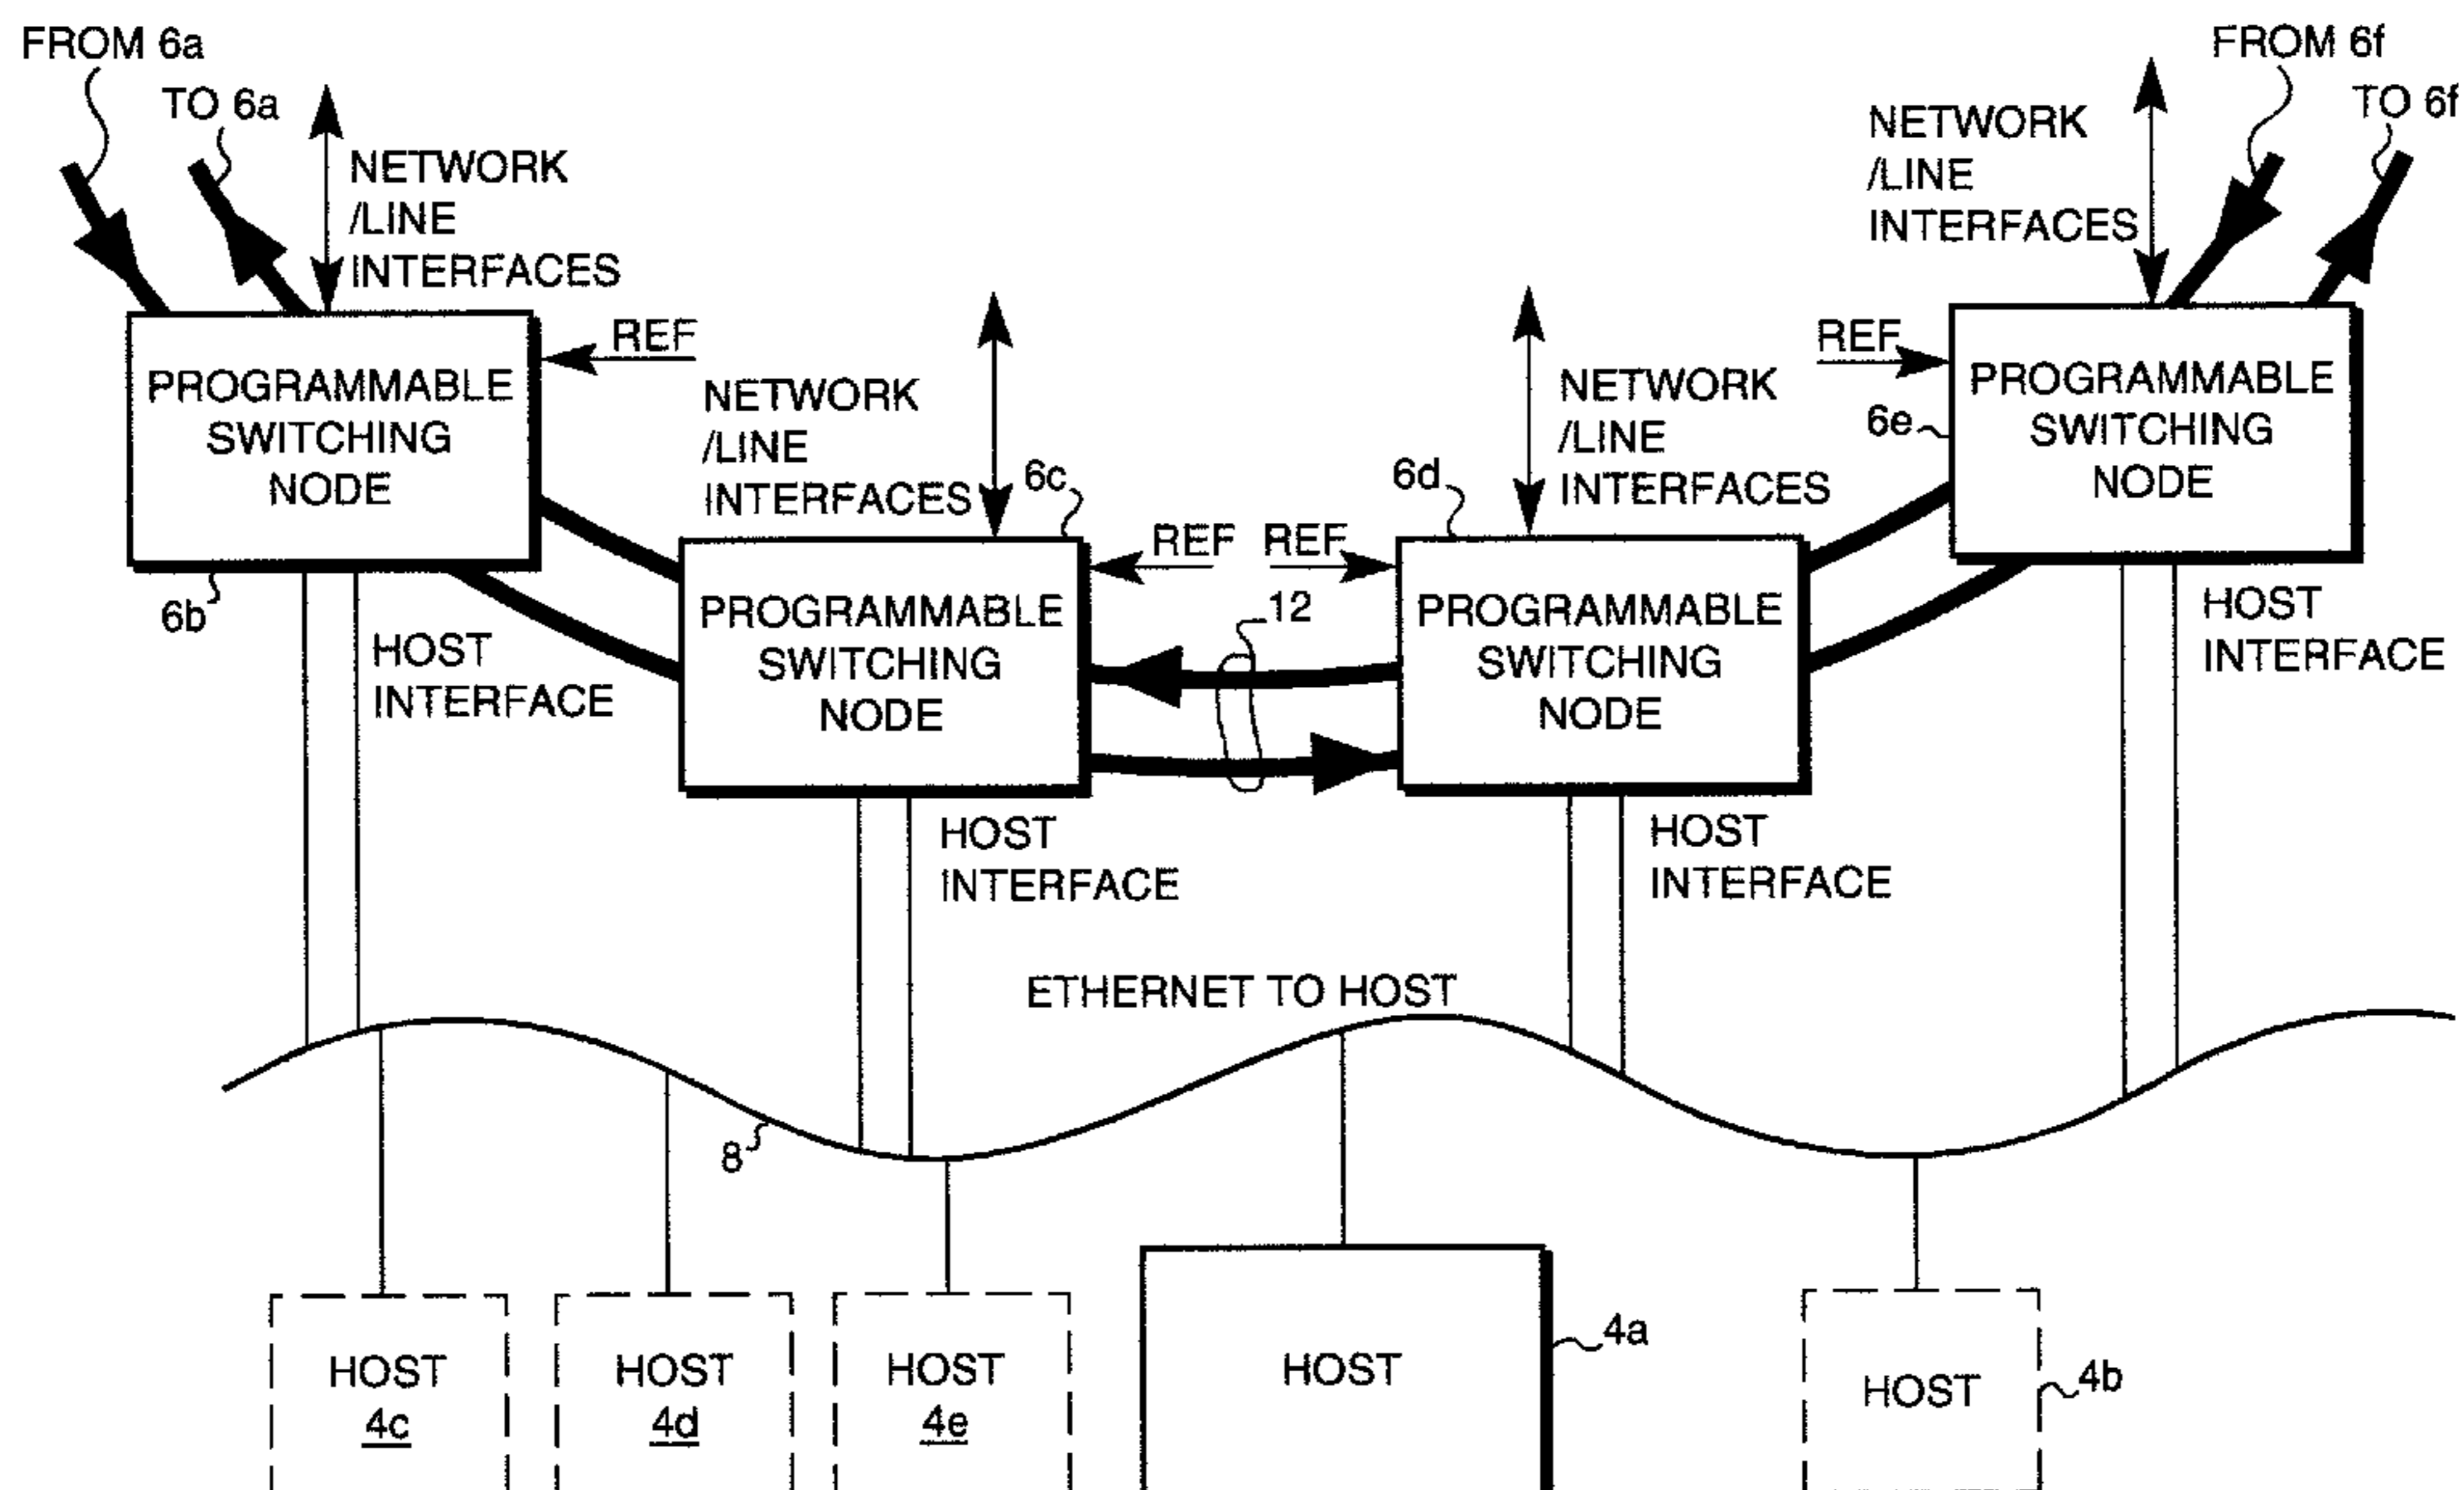 FROM 6a
TO 6a
NETWORK
/LINE
INTERFACES
FROM 6f
TO 6f
NETWORK
/LINE
INTERFACES
REF
REF
PROGRAMMABLE
SWITCHING
NODE
6b
NETWORK
/LINE
INTERFACES
6c
6d
NETWORK
/LINE
INTERFACES
6e
PROGRAMMABLE
SWITCHING
NODE
REF
REF
12
HOST
INTERFACE
PROGRAMMABLE
SWITCHING
NODE
PROGRAMMABLE
SWITCHING
NODE
HOST
INTERFACE
HOST
INTERFACE
HOST
INTERFACE
ETHERNET TO HOST
8
HOST
4c
HOST
4d
HOST
4e
HOST
4a
HOST
4b